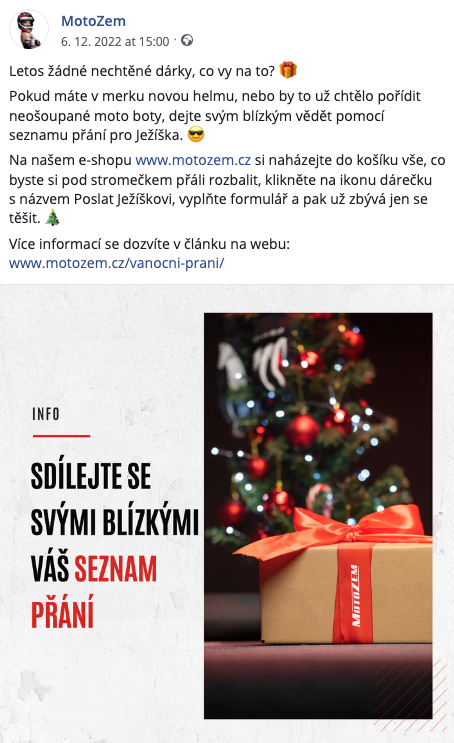 MotoZem
6. 12. 2022 at 15:00 ·
Letos žádné nechtěné dárky, co vy na to? 🎁
Pokud máte v merku novou helmu, nebo by to už chtělo pořídit
neošoupané moto boty, dejte svým blízkým vědět pomocí
seznamu přání pro Ježíška. 😎
Na našem e-shopu www.motozem.cz si naházejte do košíku vše, co
byste si pod stromečkem přáli rozbalit, klikněte na ikonu dárečku
s názvem Poslat Ježíškovi, vyplňte formulář a pak už zbývá jen se
těšit. 🎄
Více informací se dozvíte v článku na webu:
www.motozem.cz/vanocni-prani/
INFO
SDÍLEJTE SE
SVÝMI BLÍZKÝMI
VÁŠ SEZNAM
PŘÁNÍ
MOTOZEM